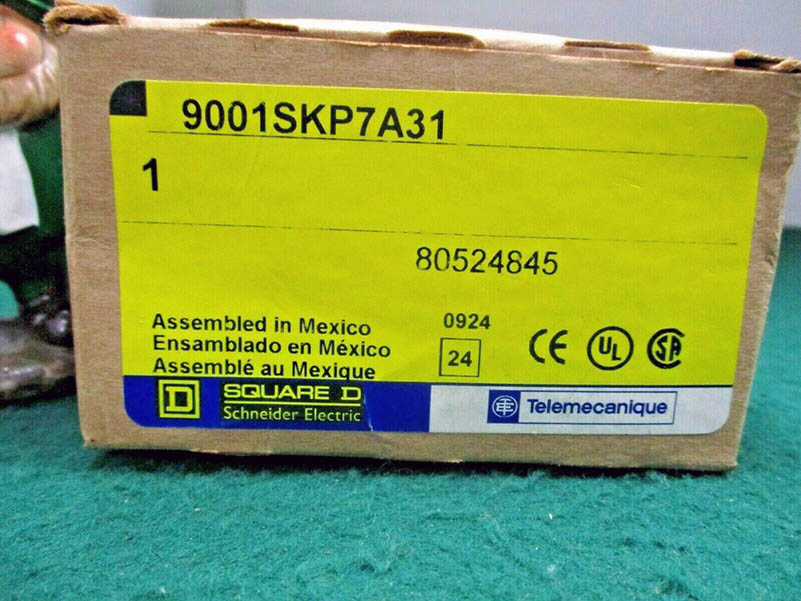 9001SKP7A31
1
80524845
Assembled in Mexico
Ensamblado en México
Assemblé au Mexique
0924
24
CE
UL
SA
D
SQUARE D
Schneider Electric
TE
Telemecanique